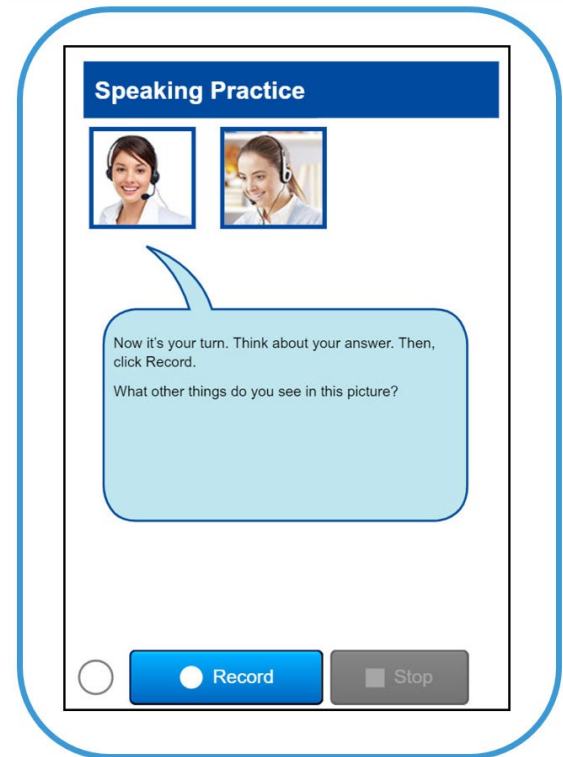 Speaking Practice
Now it's your turn. Think about your answer. Then,
click Record.
What other things do you see in this picture?
Record
Stop